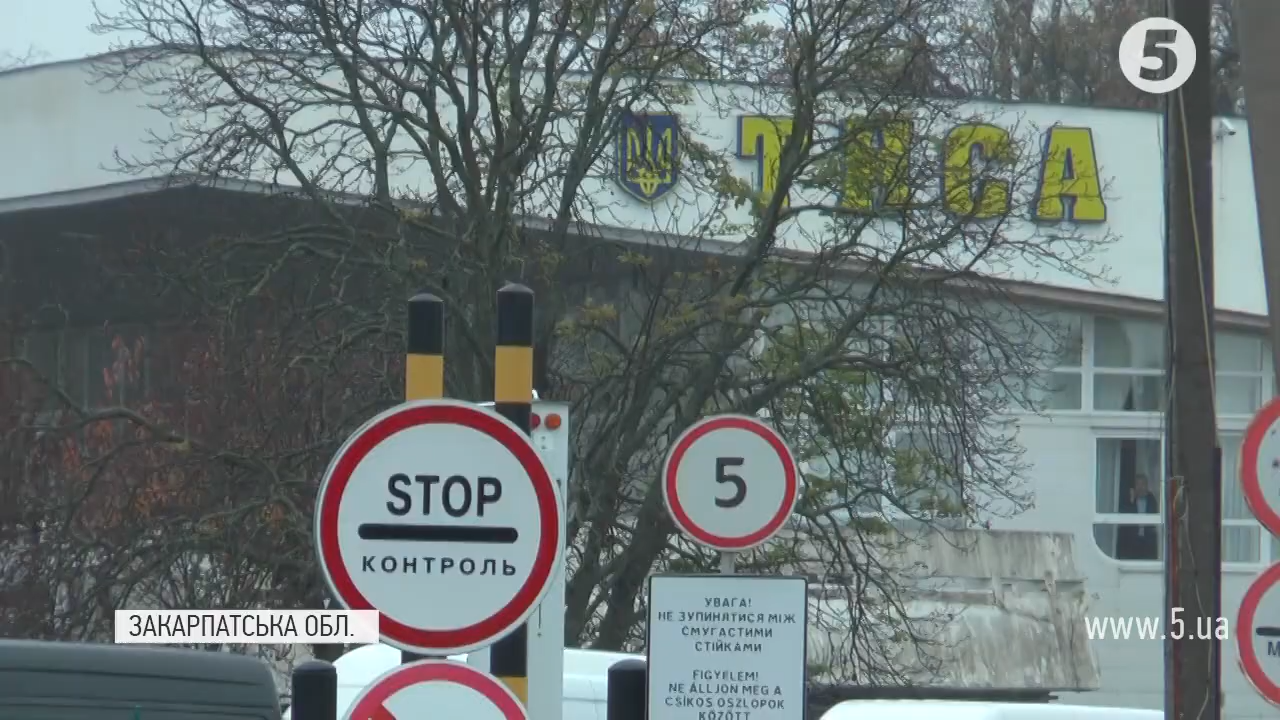 5
ТИСА
STOP
КОНТРОЛЬ
5
УВАГА!
НЕ ЗУПИНЯТИСЯ МІЖ
СМУГАСТИМИ
СТІЙКАМИ
FIGYELEM!
NE ÁLLJON MEG A
CSÍKOS OSZLOPOK
KÖZÖTT
ЗАКАРПАТСЬКА ОБЛ.
www.5.ua